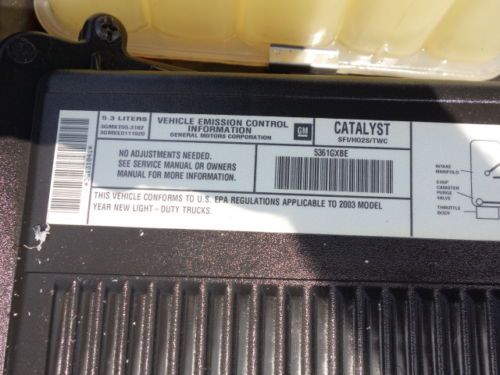 5.3 LITERS
VEHICLE EMISSION CONTROL
INFORMATION
GENERAL MOTORS CORPORATION
GM
CATALYST
SFI/HO2S/TWC
NO ADJUSTMENTS NEEDED.
SEE SERVICE MANUAL OR OWNERS
MANUAL FOR MORE INFORMATION.
5361GXBE
THIS VEHICLE CONFORMS TO U.S. EPA REGULATIONS APPLICABLE TO 2003 MODEL
YEAR NEW LIGHT-DUTY TRUCKS.
INTAKE
MANIFOLD
EVAP
CANISTER
PURGE
VALVE
THROTTLE
BODY